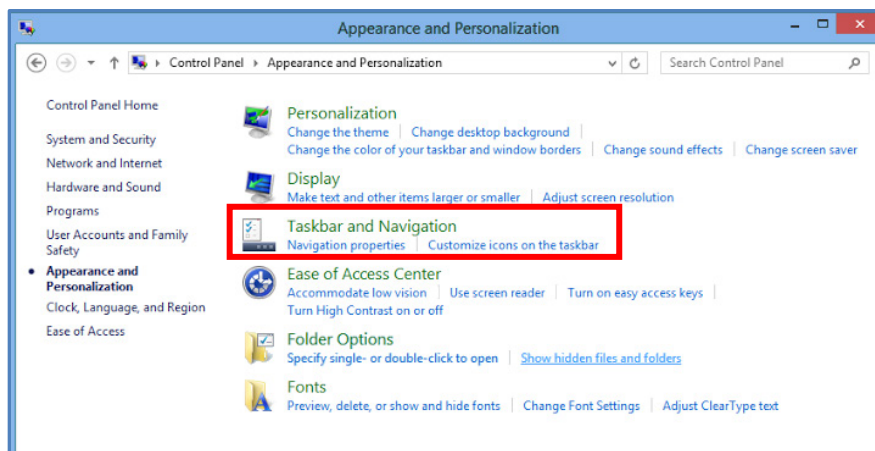 Appearance and Personalization
Control Panel Appearance and Personalization
Search Control Panel
Control Panel Home
System and Security
Network and Internet
Hardware and Sound
Programs
User Accounts and Family
Safety
Appearance and
Personalization
Clock, Language, and Region
Ease of Access
Personalization
Change the theme
Change desktop background
Change the color of your taskbar and window borders
Change sound effects
Change screen saver
Display
Make text and other items larger or smaller
Adjust screen resolution
Taskbar and Navigation
Navigation properties
Customize icons on the taskbar
Ease of Access Center
Accommodate low vision
Use screen reader
Turn on easy access keys
Turn High Contrast on or off
Folder Options
Specify single- or double-click to open
Show hidden files and folders
Fonts
Preview, delete, or show and hide fonts
Change Font Settings
Adjust ClearType text